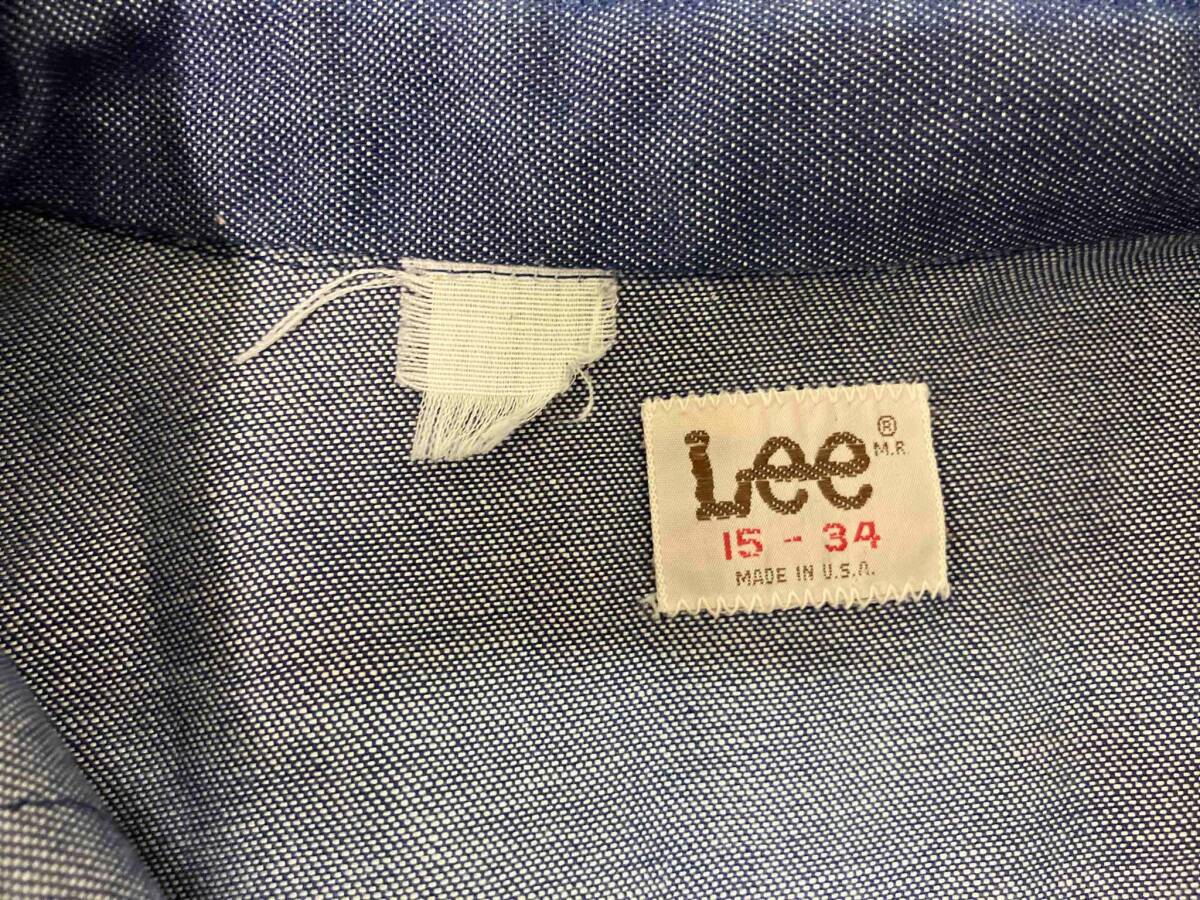 Lee ®
M.R.
15 - 34
MADE IN U.S.A.